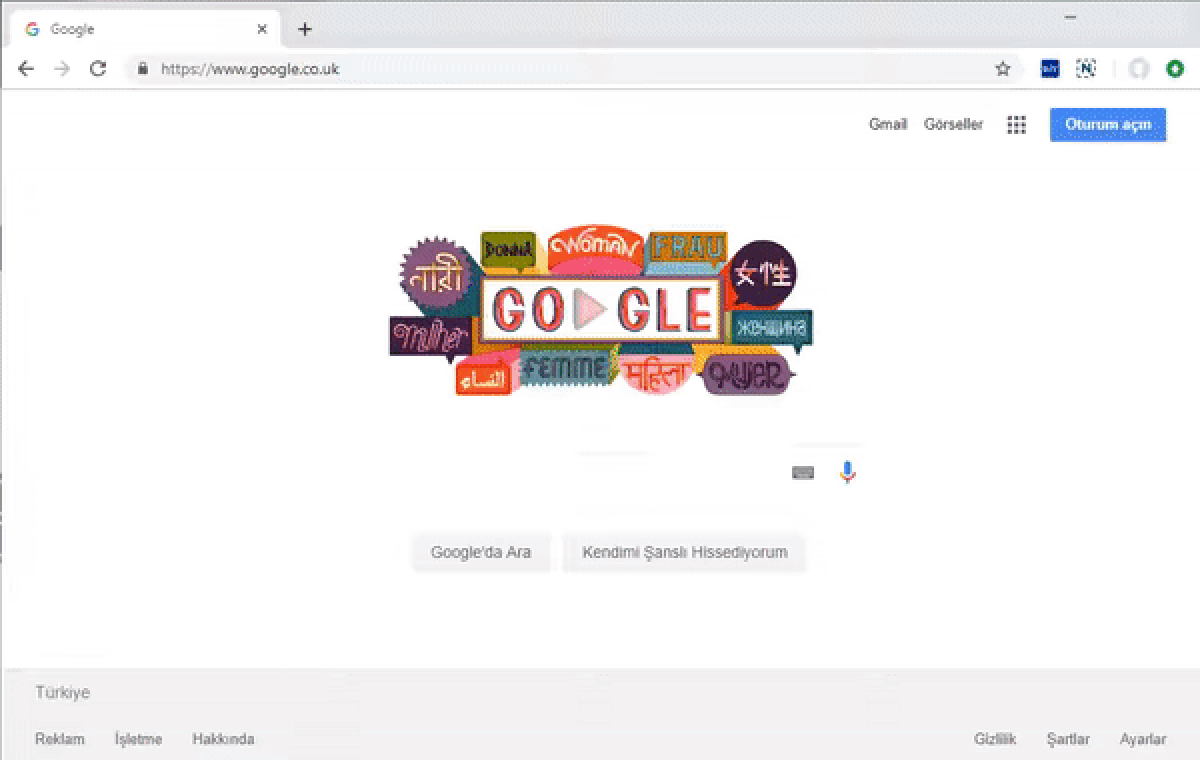 Google
https://www.google.co.uk
Gmail Görseller Oturum açın
DONNA WOMAN FRAU
নারী 女性
GOOGLE
mulher женщина
النساء FEMME महिला MUJER
Google'da Ara Kendimi Şanslı Hissediyorum
Türkiye
Reklam İşletme Hakkında Gizlilik Şartlar Ayarlar